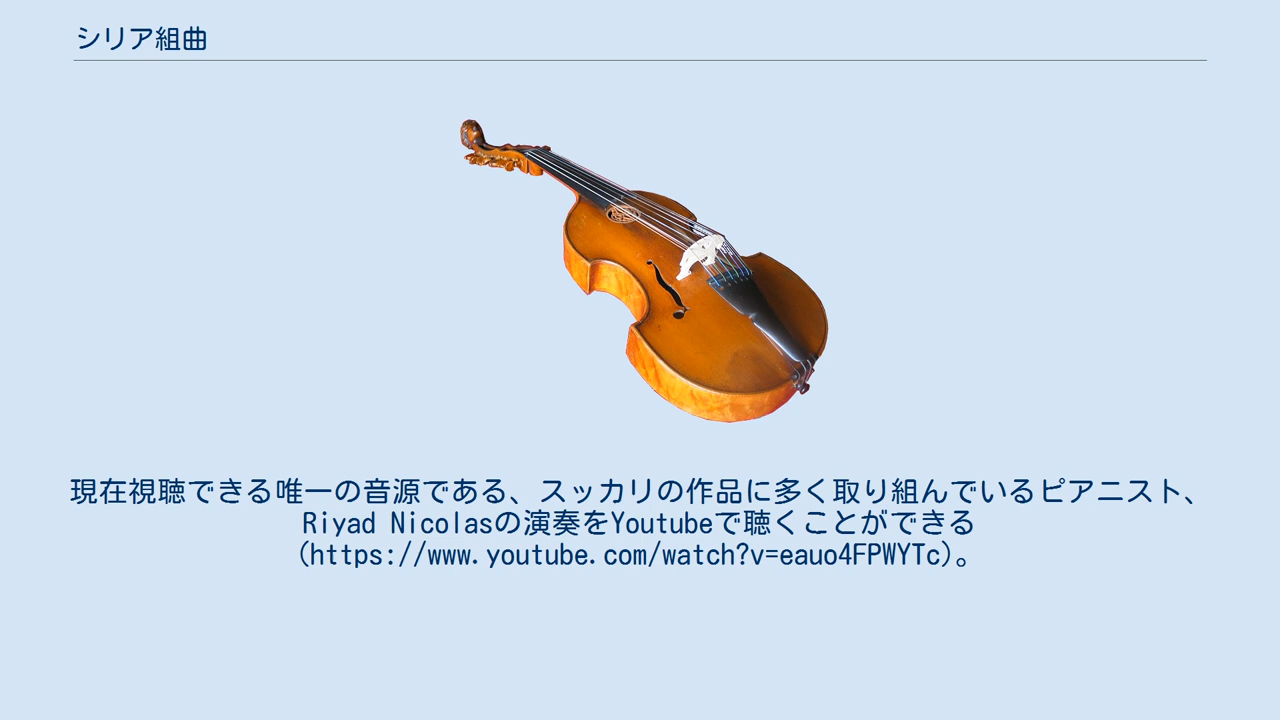 シリア組曲
現在視聴できる唯一の音源である、スッカリの作品に多く取り組んでいるピアニスト、
Riyad Nicolasの演奏をYoutubeで聴くことができる
(https://www.youtube.com/watch?v=eauo4FPWYTc)。